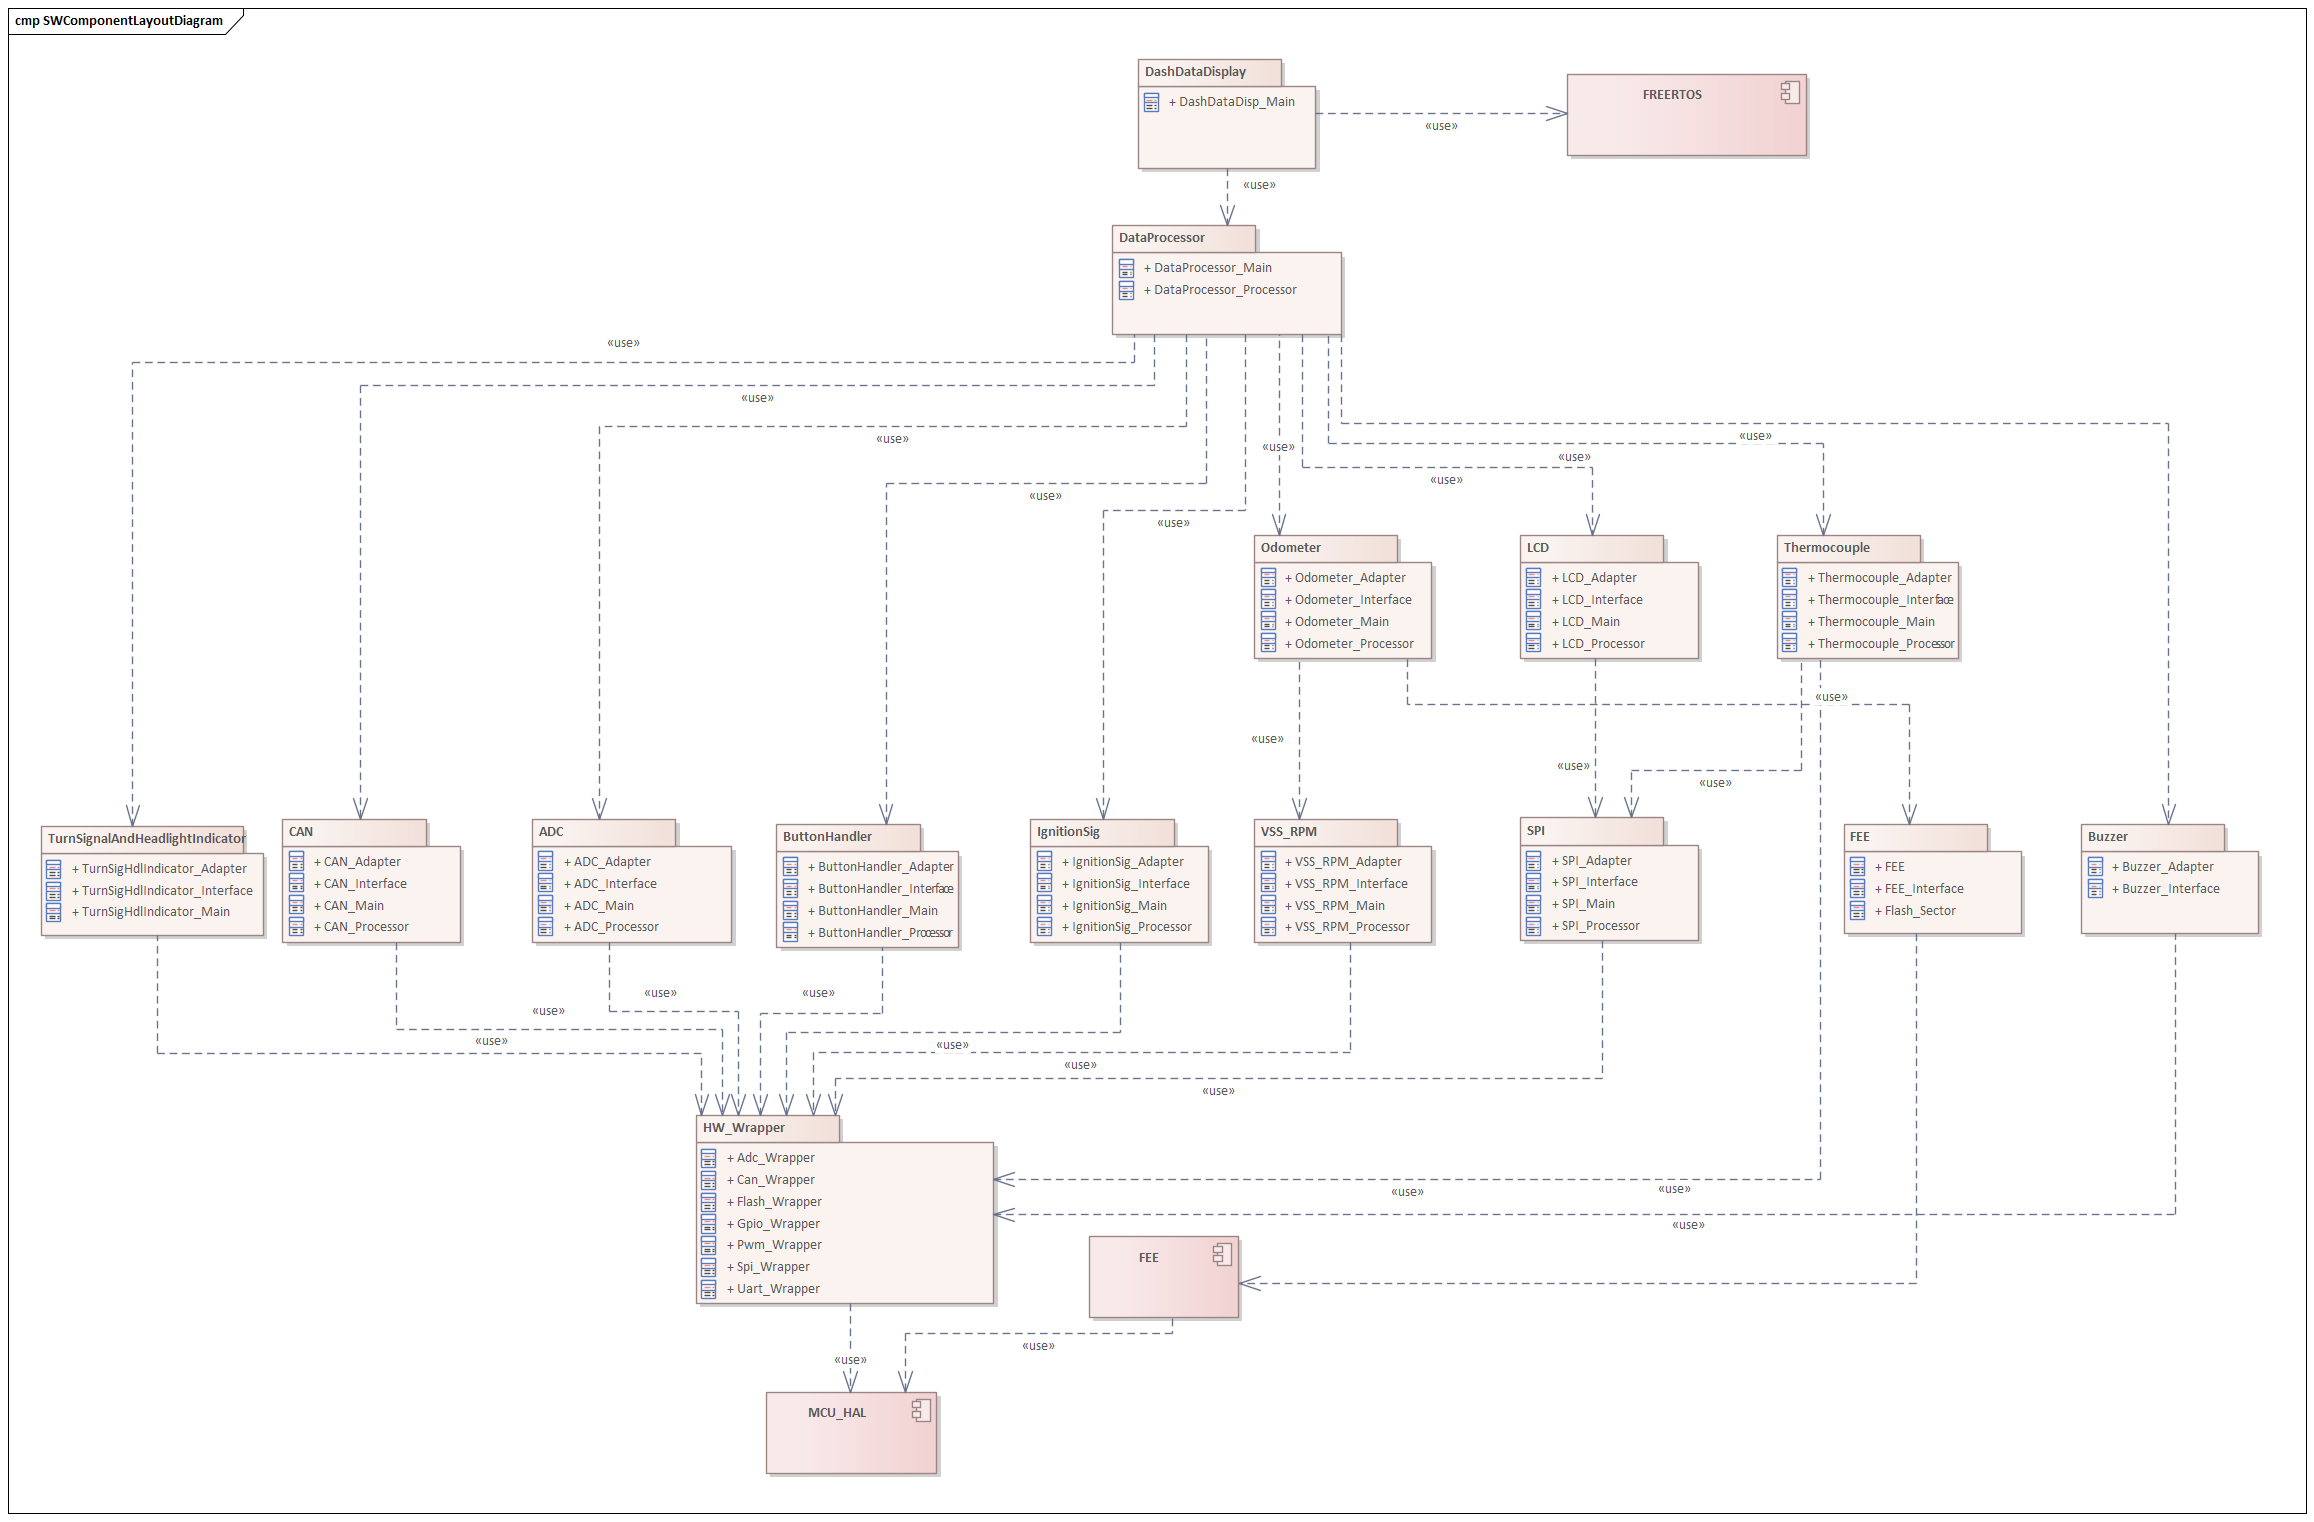 cmp SWComponentLayoutDiagram
DashDataDisplay
+ DashDataDisp_Main
FREERTOS
«use»
«use»
DataProcessor
+ DataProcessor_Main
+ DataProcessor_Processor
«use»
«use»
«use»
«use»
«use»
«use»
«use»
«use»
«use»
Odometer
+ Odometer_Adapter
+ Odometer_Interface
+ Odometer_Main
+ Odometer_Processor
LCD
+ LCD_Adapter
+ LCD_Interface
+ LCD_Main
+ LCD_Processor
Thermocouple
+ Thermocouple_Adapter
+ Thermocouple_Interface
+ Thermocouple_Main
+ Thermocouple_Processor
«use»
«use»
«use»
«use»
TurnSignalAndHeadlightIndicator
+ TurnSigHdlIndicator_Adapter
+ TurnSigHdlIndicator_Interface
+ TurnSigHdlIndicator_Main
CAN
+ CAN_Adapter
+ CAN_Interface
+ CAN_Main
+ CAN_Processor
ADC
+ ADC_Adapter
+ ADC_Interface
+ ADC_Main
+ ADC_Processor
ButtonHandler
+ ButtonHandler_Adapter
+ ButtonHandler_Interface
+ ButtonHandler_Main
+ ButtonHandler_Processor
IgnitionSig
+ IgnitionSig_Adapter
+ IgnitionSig_Interface
+ IgnitionSig_Main
+ IgnitionSig_Processor
VSS_RPM
+ VSS_RPM_Adapter
+ VSS_RPM_Interface
+ VSS_RPM_Main
+ VSS_RPM_Processor
SPI
+ SPI_Adapter
+ SPI_Interface
+ SPI_Main
+ SPI_Processor
FEE
+ FEE
+ FEE_Interface
+ Flash_Sector
Buzzer
+ Buzzer_Adapter
+ Buzzer_Interface
«use»
«use»
«use»
«use»
«use»
«use»
«use»
HW_Wrapper
+ Adc_Wrapper
+ Can_Wrapper
+ Flash_Wrapper
+ Gpio_Wrapper
+ Pwm_Wrapper
+ Spi_Wrapper
+ Uart_Wrapper
«use»
«use»
«use»
FEE
«use»
«use»
MCU_HAL